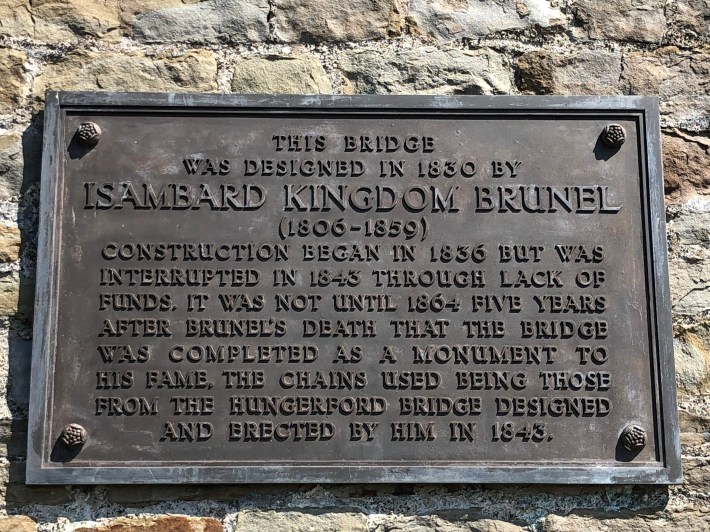 THIS BRIDGE
WAS DESIGNED IN 1830 BY
ISAMBARD KINGDOM BRUNEL
(1806-1859)
CONSTRUCTION BEGAN IN 1836 BUT WAS
INTERRUPTED IN 1843 THROUGH LACK OF
FUNDS. IT WAS NOT UNTIL 1864 FIVE YEARS
AFTER BRUNEL'S DEATH THAT THE BRIDGE
WAS COMPLETED AS A MONUMENT TO
HIS FAME, THE CHAINS USED BEING THOSE
FROM THE HUNGERFORD BRIDGE DESIGNED
AND ERECTED BY HIM IN 1843.